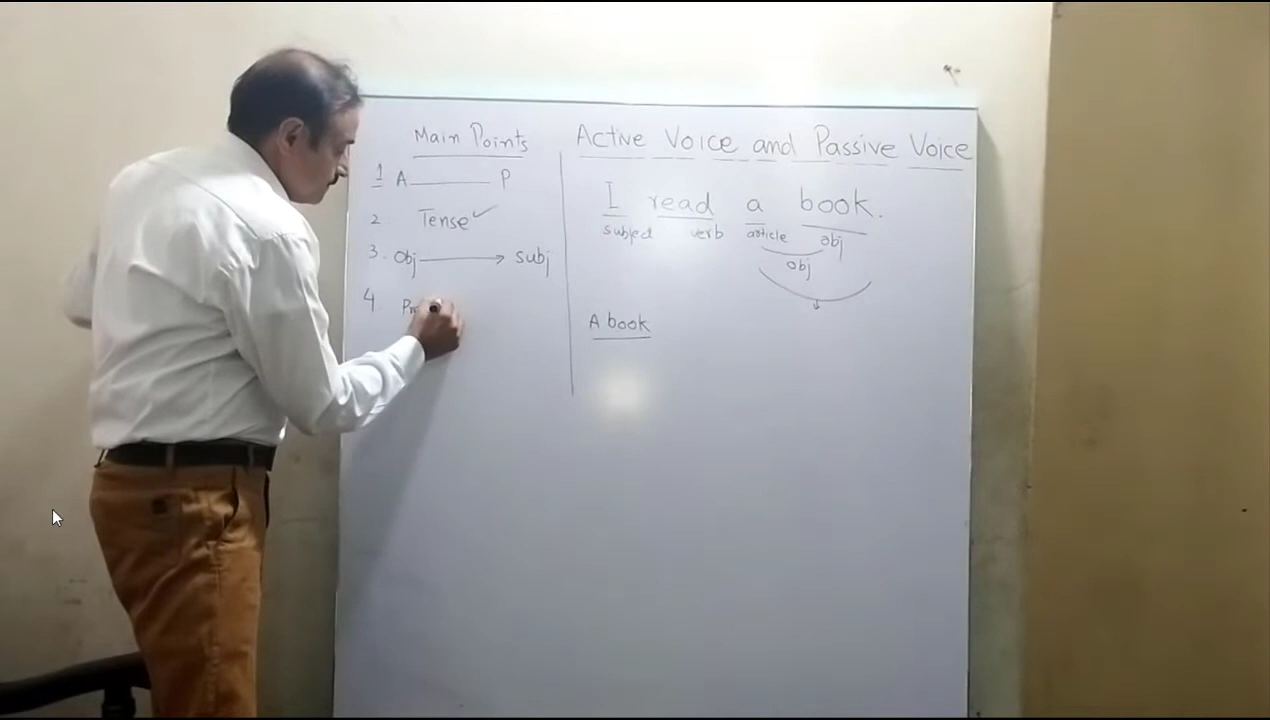 Main Points
1 A P
2 Tense
3. Obj subj
4.
Active Voice and Passive Voice
I read a book.
subject verb article obj
obj
A book